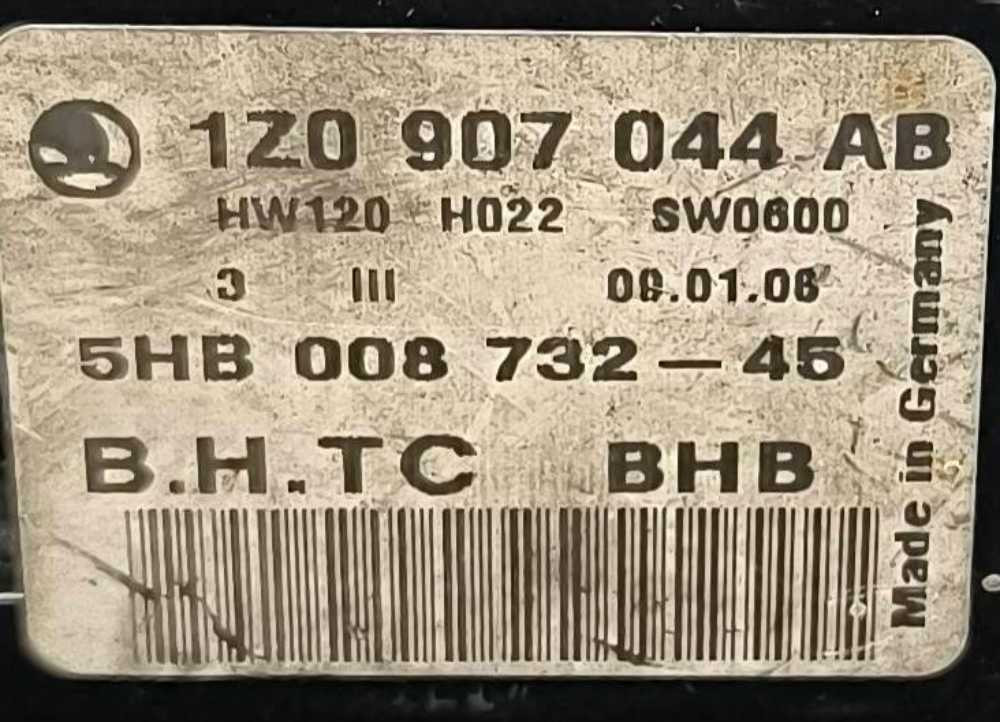 1Z0 907 044 AB
HW120 H022 SW0600
3 III 09.01.06
5HB 008 732-45
B.H.TC BHB
Made in Germany